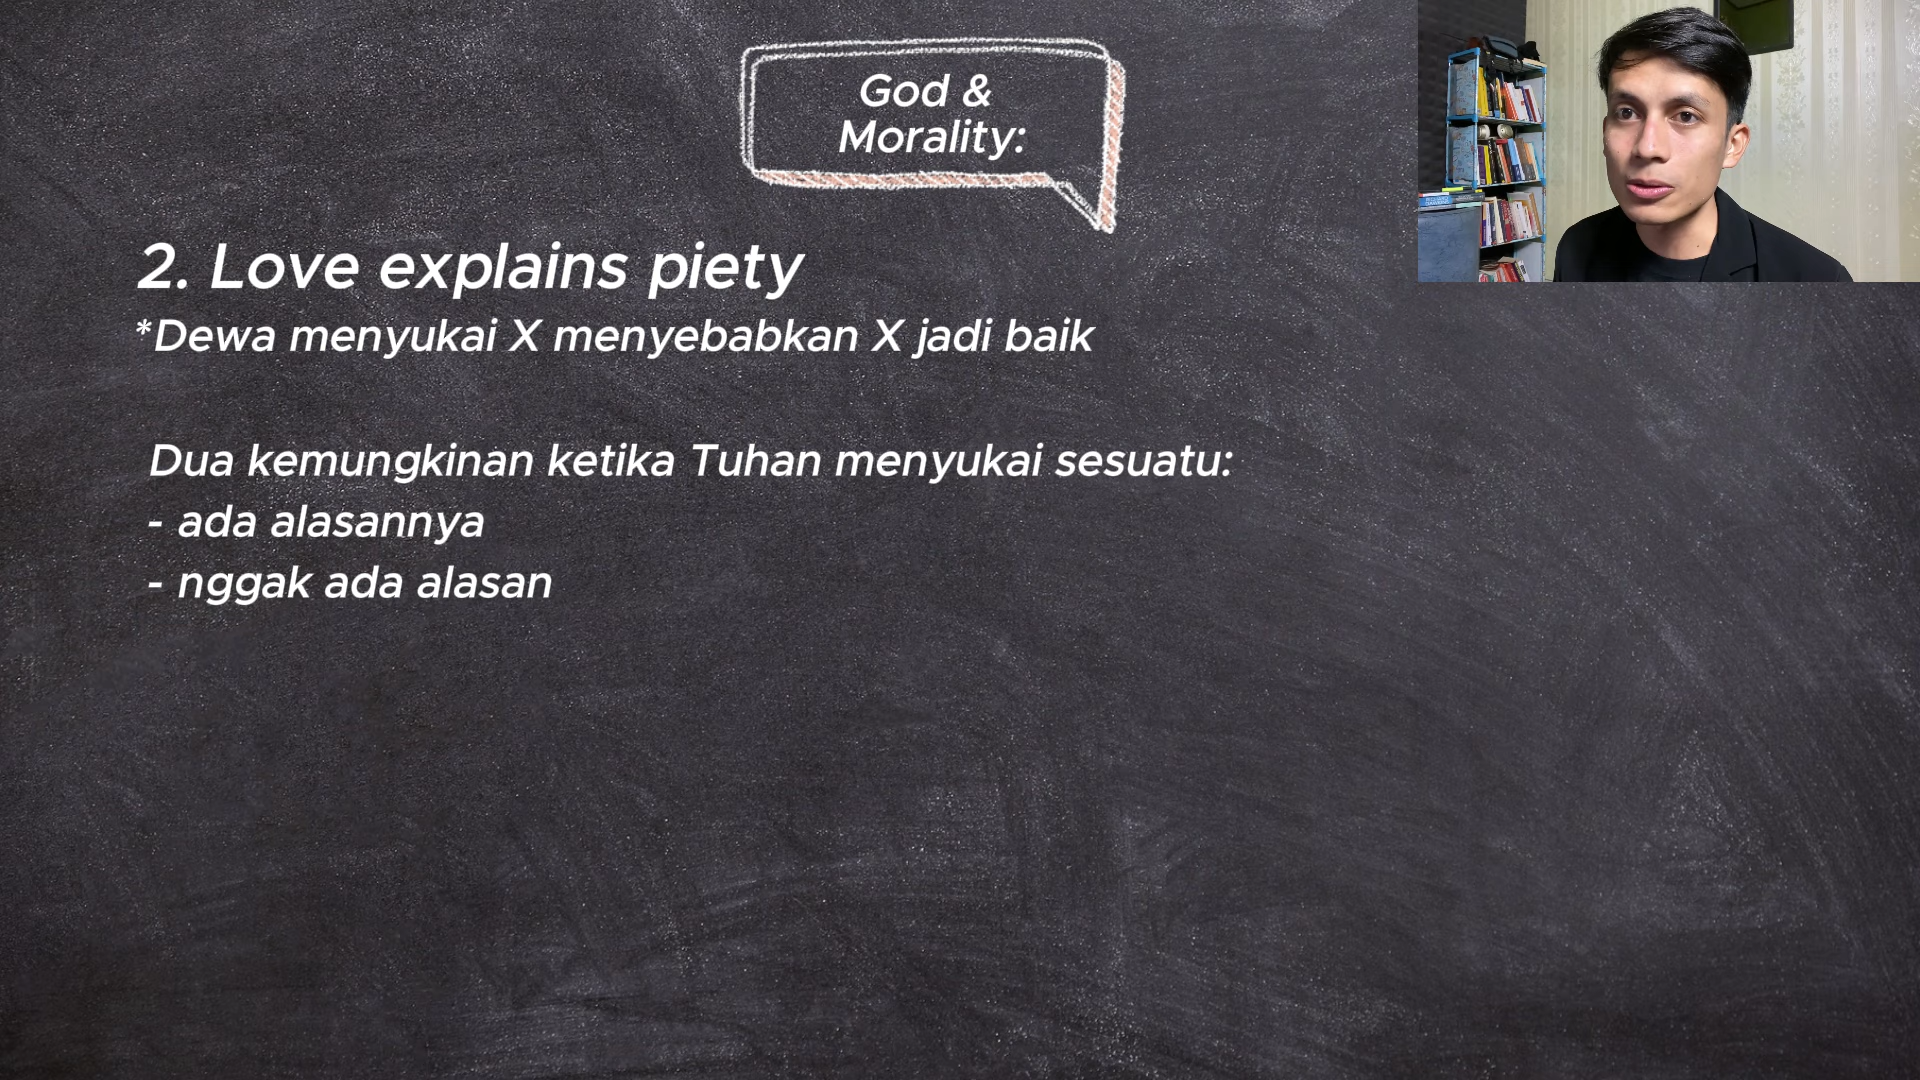 God &
Morality:
2. Love explains piety
*Dewa menyukai X menyebabkan X jadi baik
Dua kemungkinan ketika Tuhan menyukai sesuatu:
- ada alasannya
- nggak ada alasan